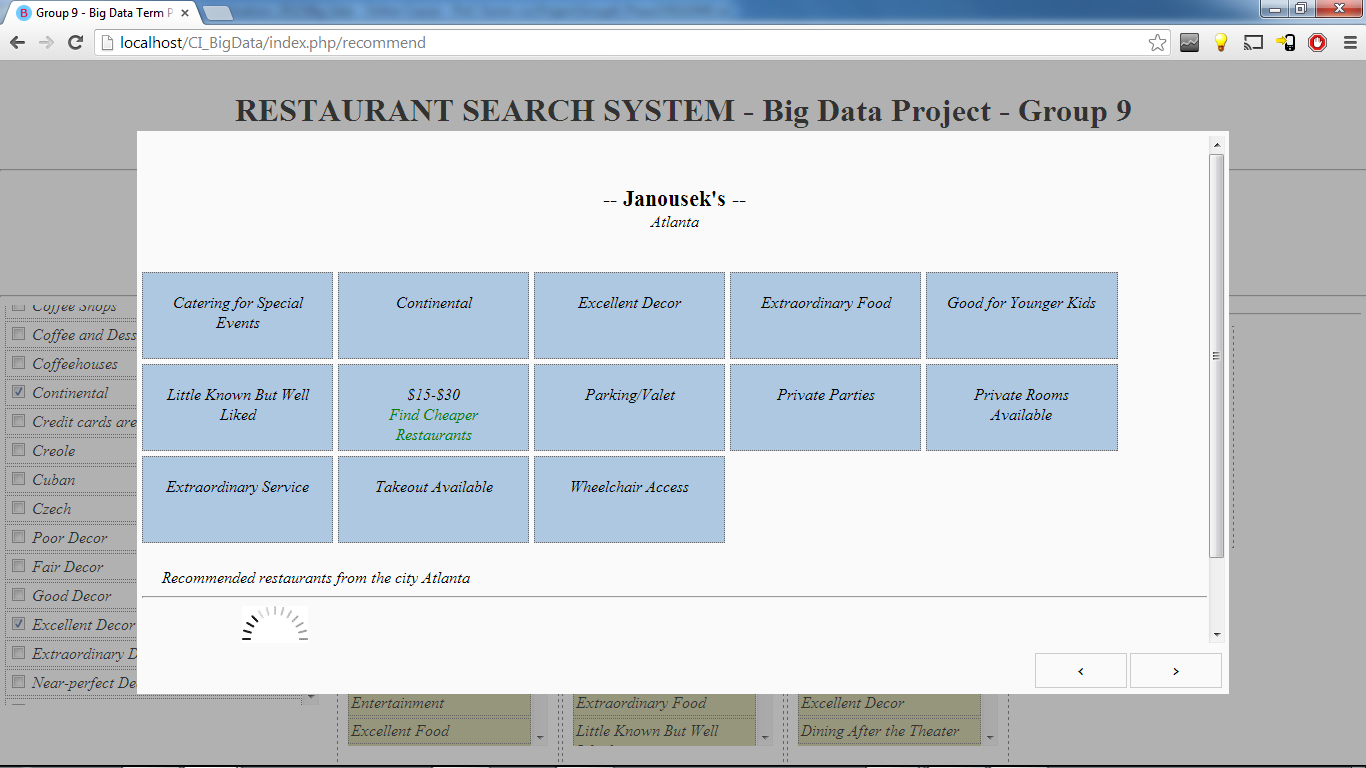 Group 9 - Big Data Term P
localhost/CI_BigData/index.php/recommend
RESTAURANT SEARCH SYSTEM - Big Data Project - Group 9
-- Janousek's --
Atlanta
Catering for Special
Events
Continental
Excellent Decor
Extraordinary Food
Good for Younger Kids
Little Known But Well
Liked
$15-$30
Find Cheaper
Restaurants
Parking/Valet
Private Parties
Private Rooms
Available
Extraordinary Service
Takeout Available
Wheelchair Access
Recommended restaurants from the city Atlanta
<
>
Coffee Shops
Coffee and Dess
Coffeehouses
Continental
Credit cards are
Creole
Cuban
Czech
Poor Decor
Fair Decor
Good Decor
Excellent Decor
Extraordinary D
Near-perfect De
Entertainment
Excellent Food
Extraordinary Food
Little Known But Well
Excellent Decor
Dining After the Theater